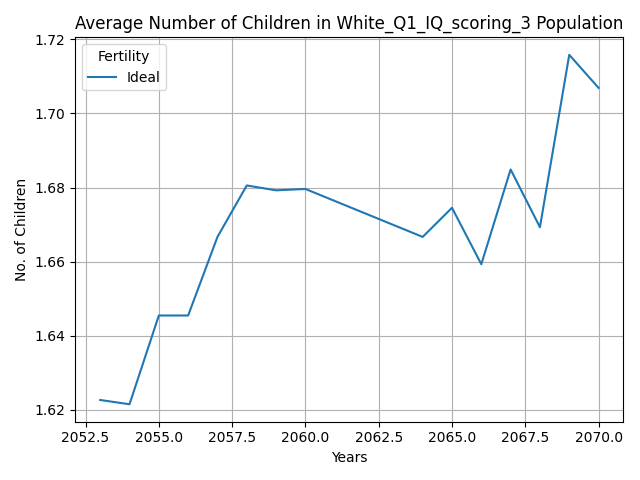 Average Number of Children in White_Q1_IQ_scoring_3 Population
Fertility
Ideal
1.72
1.70
1.68
1.66
1.64
1.62
No. of Children
2052.5 2055.0 2057.5 2060.0 2062.5 2065.0 2067.5 2070.0
Years